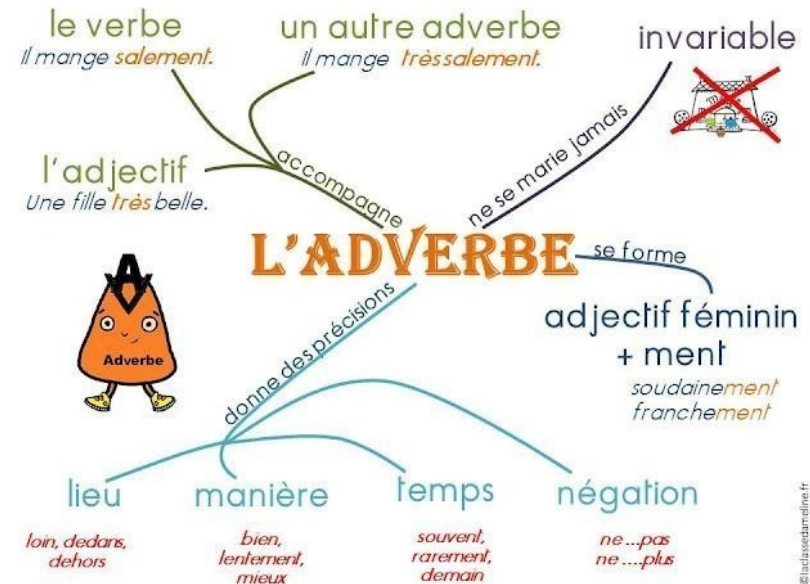 le verbe
Il mange salement.
un autre adverbe
Il mange très salement.
invariable
l'adjectif
Une fille très belle.
accompagne
ne se marie jamais
L'ADVERBE
se forme
adjectif féminin
+ ment
soudainement
franchement
Adverbe
donne des précisions
lieu
loin, dedans,
dehors
manière
bien,
lentement,
mieux
temps
souvent,
rarement,
demain
négation
ne...pas
ne ....plus
©laclassedameline.fr